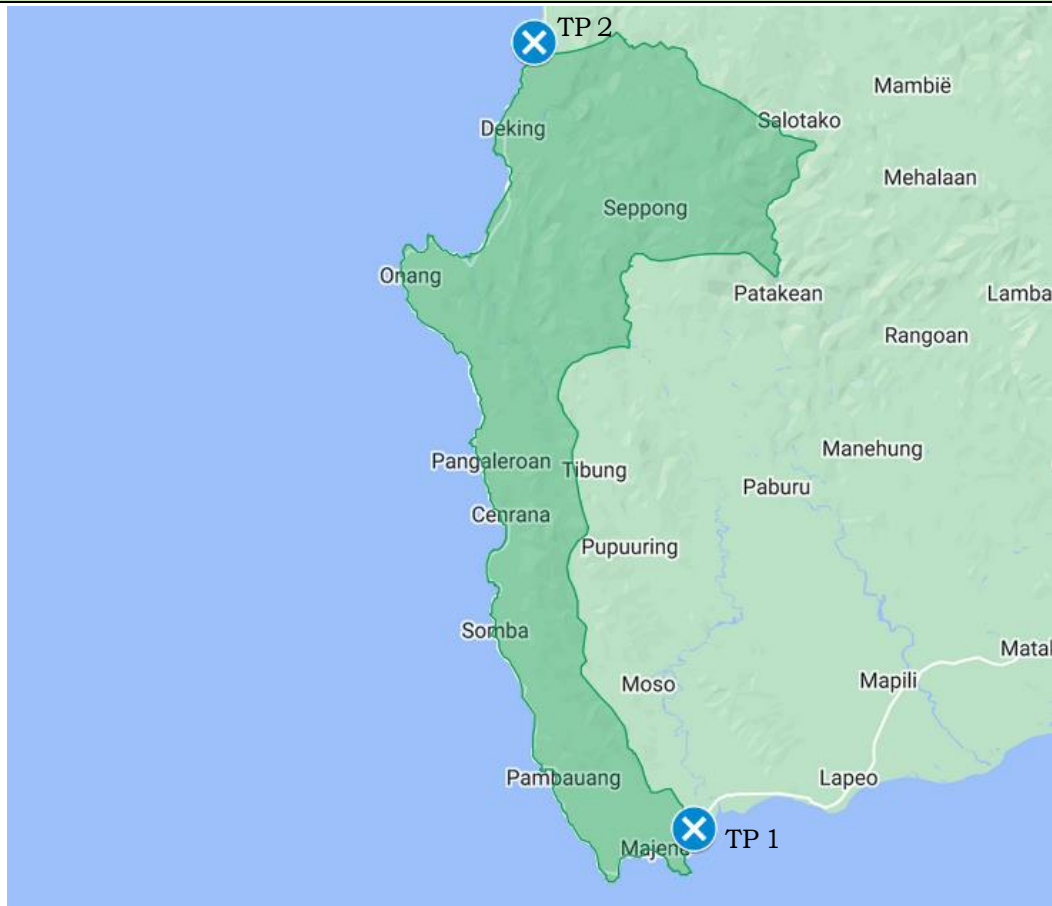 TP 2
Mambië
Salotako
Deking
Mehalaan
Seppong
Onang
Patakean
Lamba
Rangoan
Manehung
Pangaleroan
Tibung
Paburu
Cenrana
Pupuuring
Somba
Matal
Moso
Mapili
Pambauang
Lapeo
TP 1
Majene